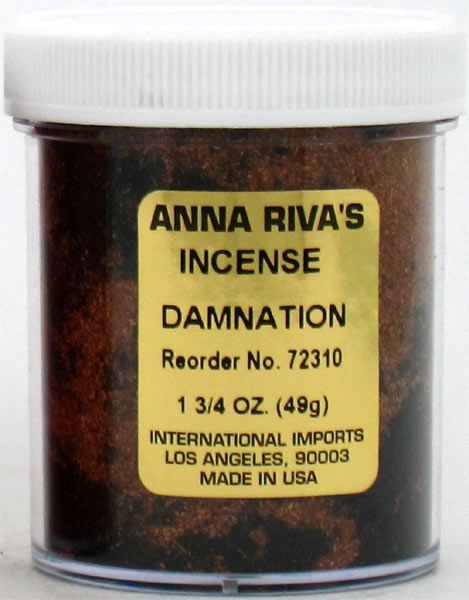 ANNA RIVA'S
INCENSE
DAMNATION
Reorder No. 72310
1 3/4 OZ. (49g)
INTERNATIONAL IMPORTS
LOS ANGELES, 90003
MADE IN USA